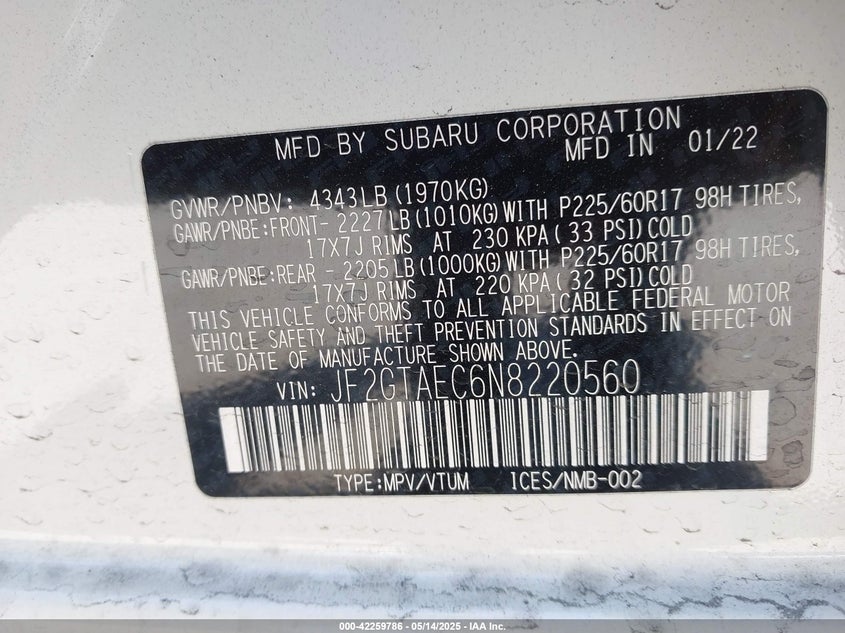 MFD BY SUBARU CORPORATION
MFD IN 01/22
GVWR/PNBV: 4343LB(1970KG)
GAWR/PNBE:FRONT- 2227LB(1010KG)WITH P225/60R17 98H TIRES,
17X7J RIMS AT 230 KPA(33 PSI)COLD
GAWR/PNBE:REAR - 2205LB(1000KG)WITH P225/60R17 98H TIRES,
17X7J RIMS AT 220 KPA(32 PSI)COLD
THIS VEHICLE CONFORMS TO ALL APPLICABLE FEDERAL MOTOR
VEHICLE SAFETY AND THEFT PREVENTION STANDARDS IN EFFECT ON
THE DATE OF MANUFACTURE SHOWN ABOVE.
VIN: JF2GTAEC6N8220560
TYPE:MPV/VTUM ICES/NMB-002
000-42259786 - 05/14/2025 - IAA Inc.